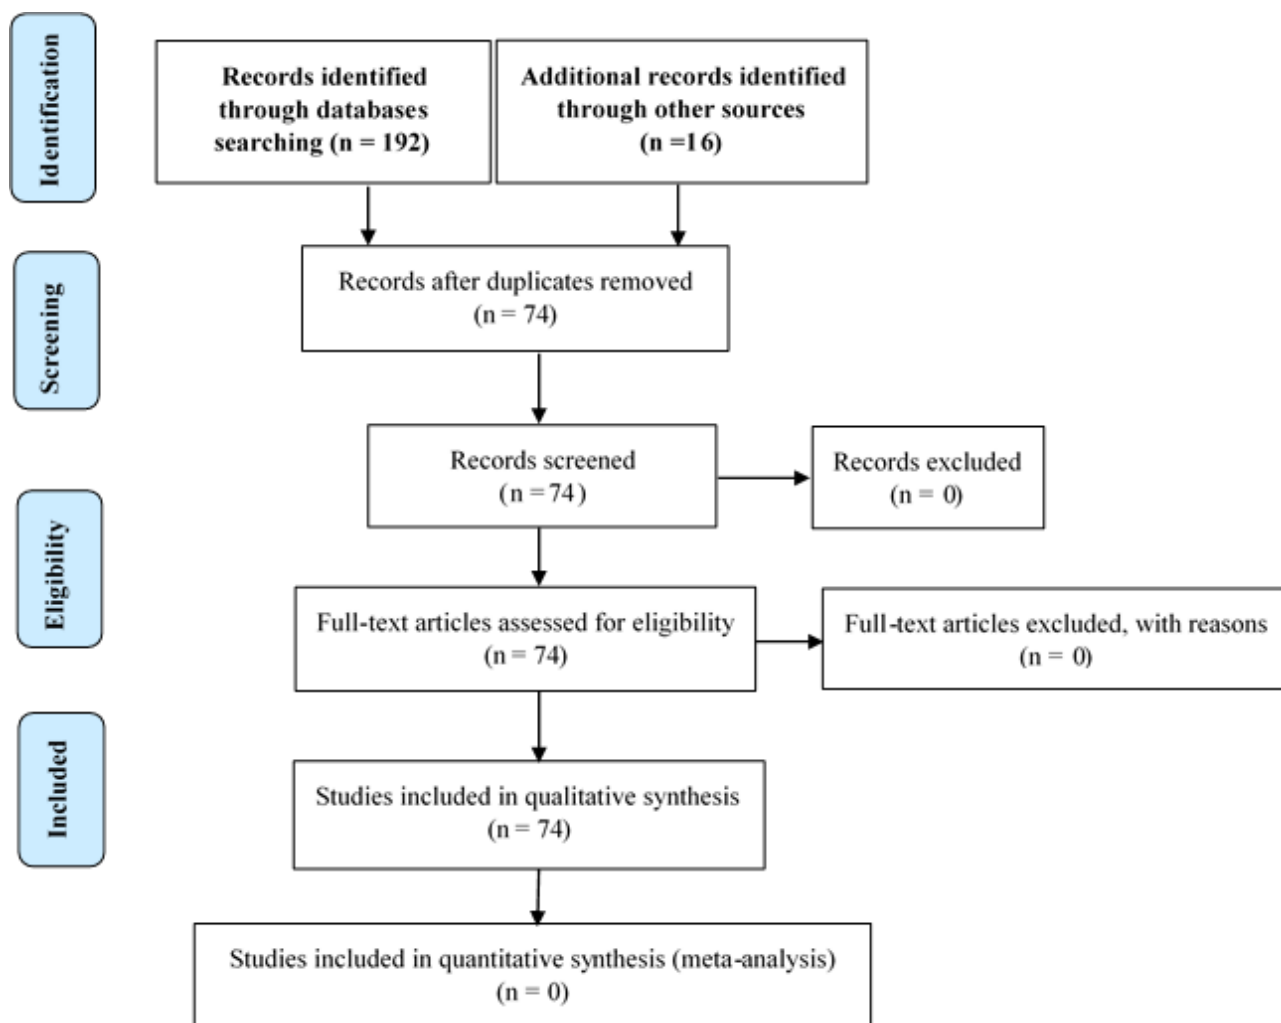 Identification
Records identified
through databases
searching (n = 192)
Additional records identified
through other sources
(n =16)
Screening
Records after duplicates removed
(n = 74)
Records screened
(n = 74)
Records excluded
(n = 0)
Eligibility
Full-text articles assessed for eligibility
(n = 74)
Full-text articles excluded, with reasons
(n = 0)
Included
Studies included in qualitative synthesis
(n = 74)
Studies included in quantitative synthesis (meta-analysis)
(n = 0)